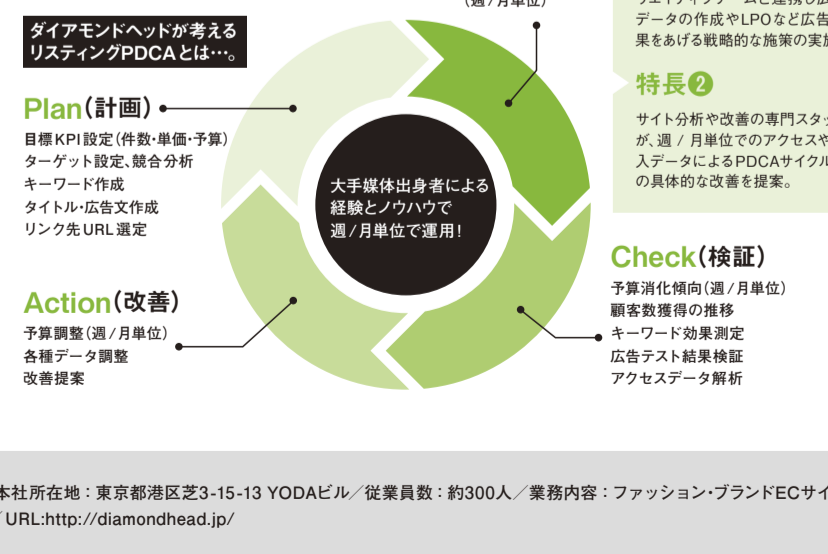 (週/月単位)
ダイアモンドヘッドが考える
リスティングPDCAとは…。
Plan(計画)
目標KPI設定(件数・単価・予算)
ターゲット設定、競合分析
キーワード作成
タイトル・広告文作成
リンク先URL選定
大手媒体出身者による
経験とノウハウで
週/月単位で運用!
Action(改善)
予算調整(週/月単位)
各種データ調整
改善提案
データの作成やLPOなど広告
果をあげる戦略的な施策の実施
特長❷
サイト分析や改善の専門スタッ
が、週 / 月単位でのアクセスや
入データによるPDCAサイクル
の具体的な改善を提案。
Check(検証)
予算消化傾向(週/月単位)
顧客数獲得の推移
キーワード効果測定
広告テスト結果検証
アクセスデータ解析
本社所在地:東京都港区芝3-15-13 YODAビル/従業員数:約300人/業務内容:ファッション・ブランドECサイ
/URL:http://diamondhead.jp/